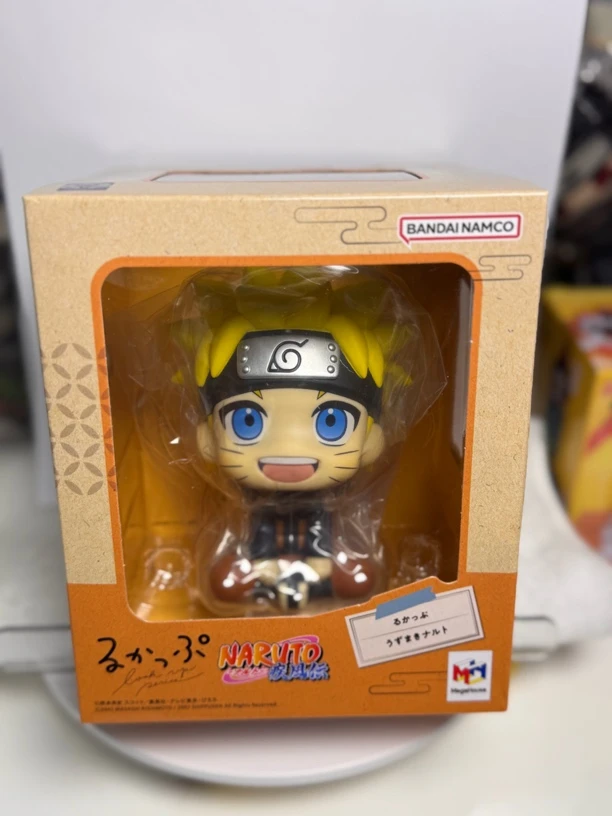 BANDAI NAMCO
るかっぷ
うずまきナルト
るかっぷ
look up
series
NARUTO
疾風伝
MegaHouse